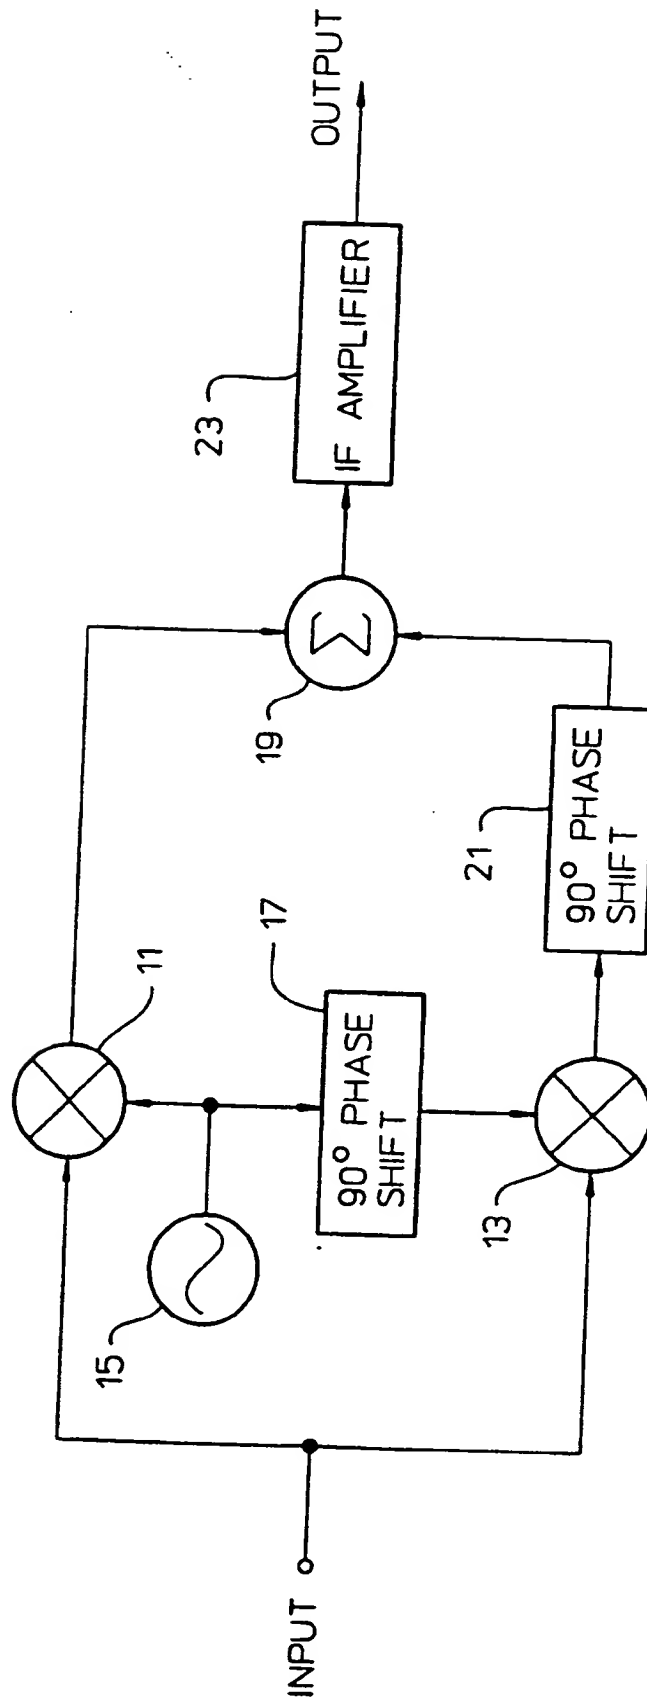 INPUT
15
11
17
90° PHASE
SHIFT
13
21
90° PHASE
SHIFT
19
Σ
23
IF AMPLIFIER
OUTPUT